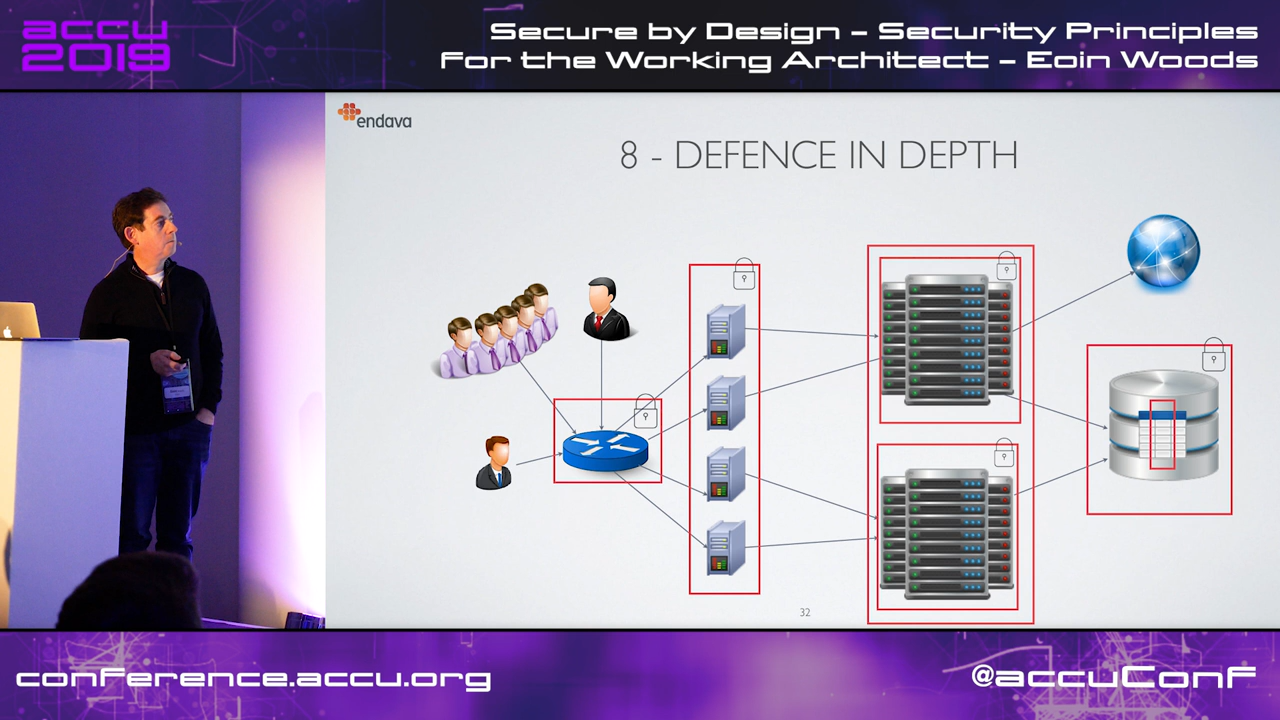 accu
2019
Secure by Design – Security Principles
for the Working Architect – Eoin Woods
endava
8 - DEFENCE IN DEPTH
32
conference.accu.org
@accuConf